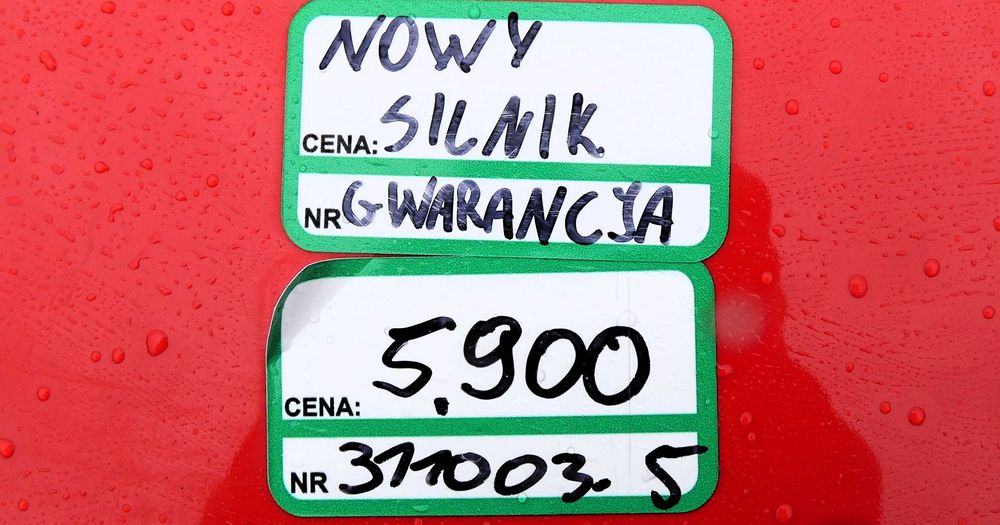 NOWY
CENA: SILNIK
NR GWARANCJA
5.900
CENA:
NR 311003. 5